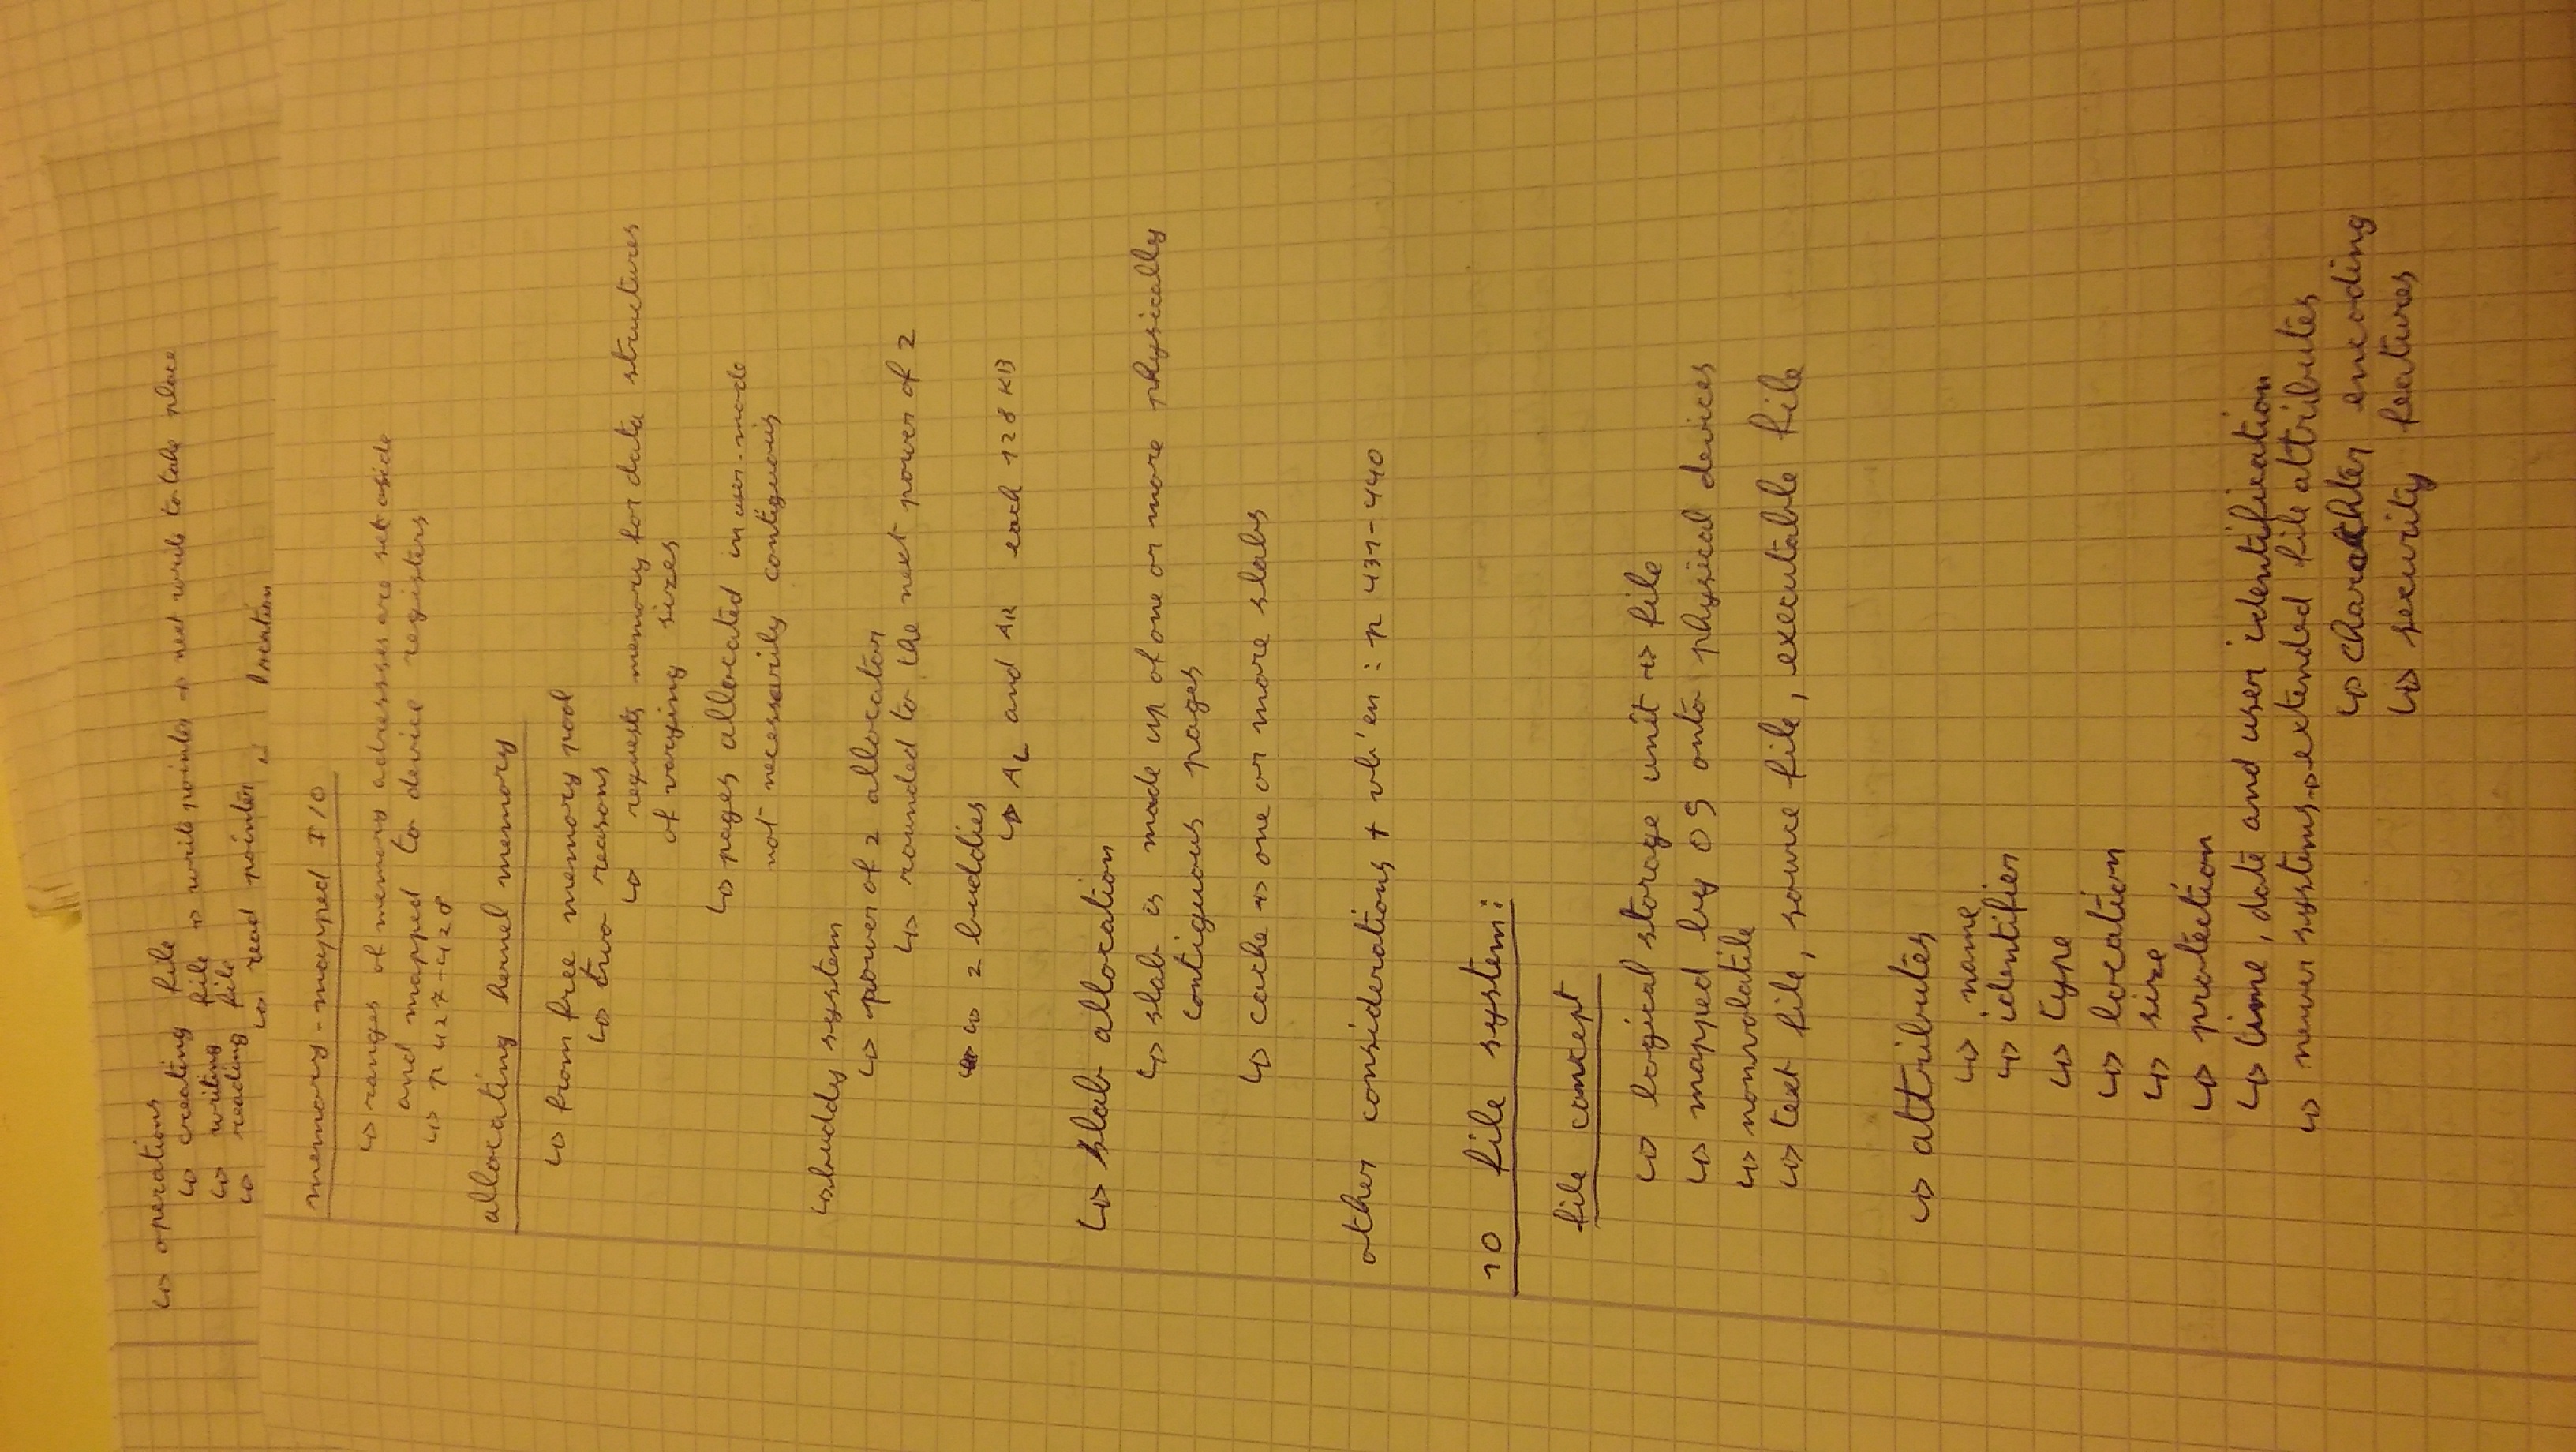 ↳ operations
↳ creating file
↳ writing file → write pointer → next write to take place
↳ reading file
↳ read pointer location
memory-mapped I/O
↳ ranges of memory adressses are set aside
and mapped to device registers
↳ p 427-428
allocating kernel memory
↳ from free memory pool
↳ two reasons
↳ requests memory for data structures
of varying sizes
↳ pages allocated in user-mode
not necessarily contiguous
↳ buddy system
↳ power of 2 allocator
↳ rounded to the next power of 2
↳ 2 buddies
↳ AL and AR each 128 KB
↳ slab allocation
↳ slab is made up of one or more physically
contiguous pages
↳ cache → one or more slabs
other considerations + vb'en : p 431-440
10 file system:
file concept
↳ logical storage unit → file
↳ mapped by OS onto physical devices
↳ nonvolatile
↳ text file, source file, executable file
↳ attributes
↳ name
↳ identifier
↳ type
↳ location
↳ size
↳ protection
↳ time, date and user identification
↳ newer systems → extended file attributes
↳ charachter encoding
↳ security features